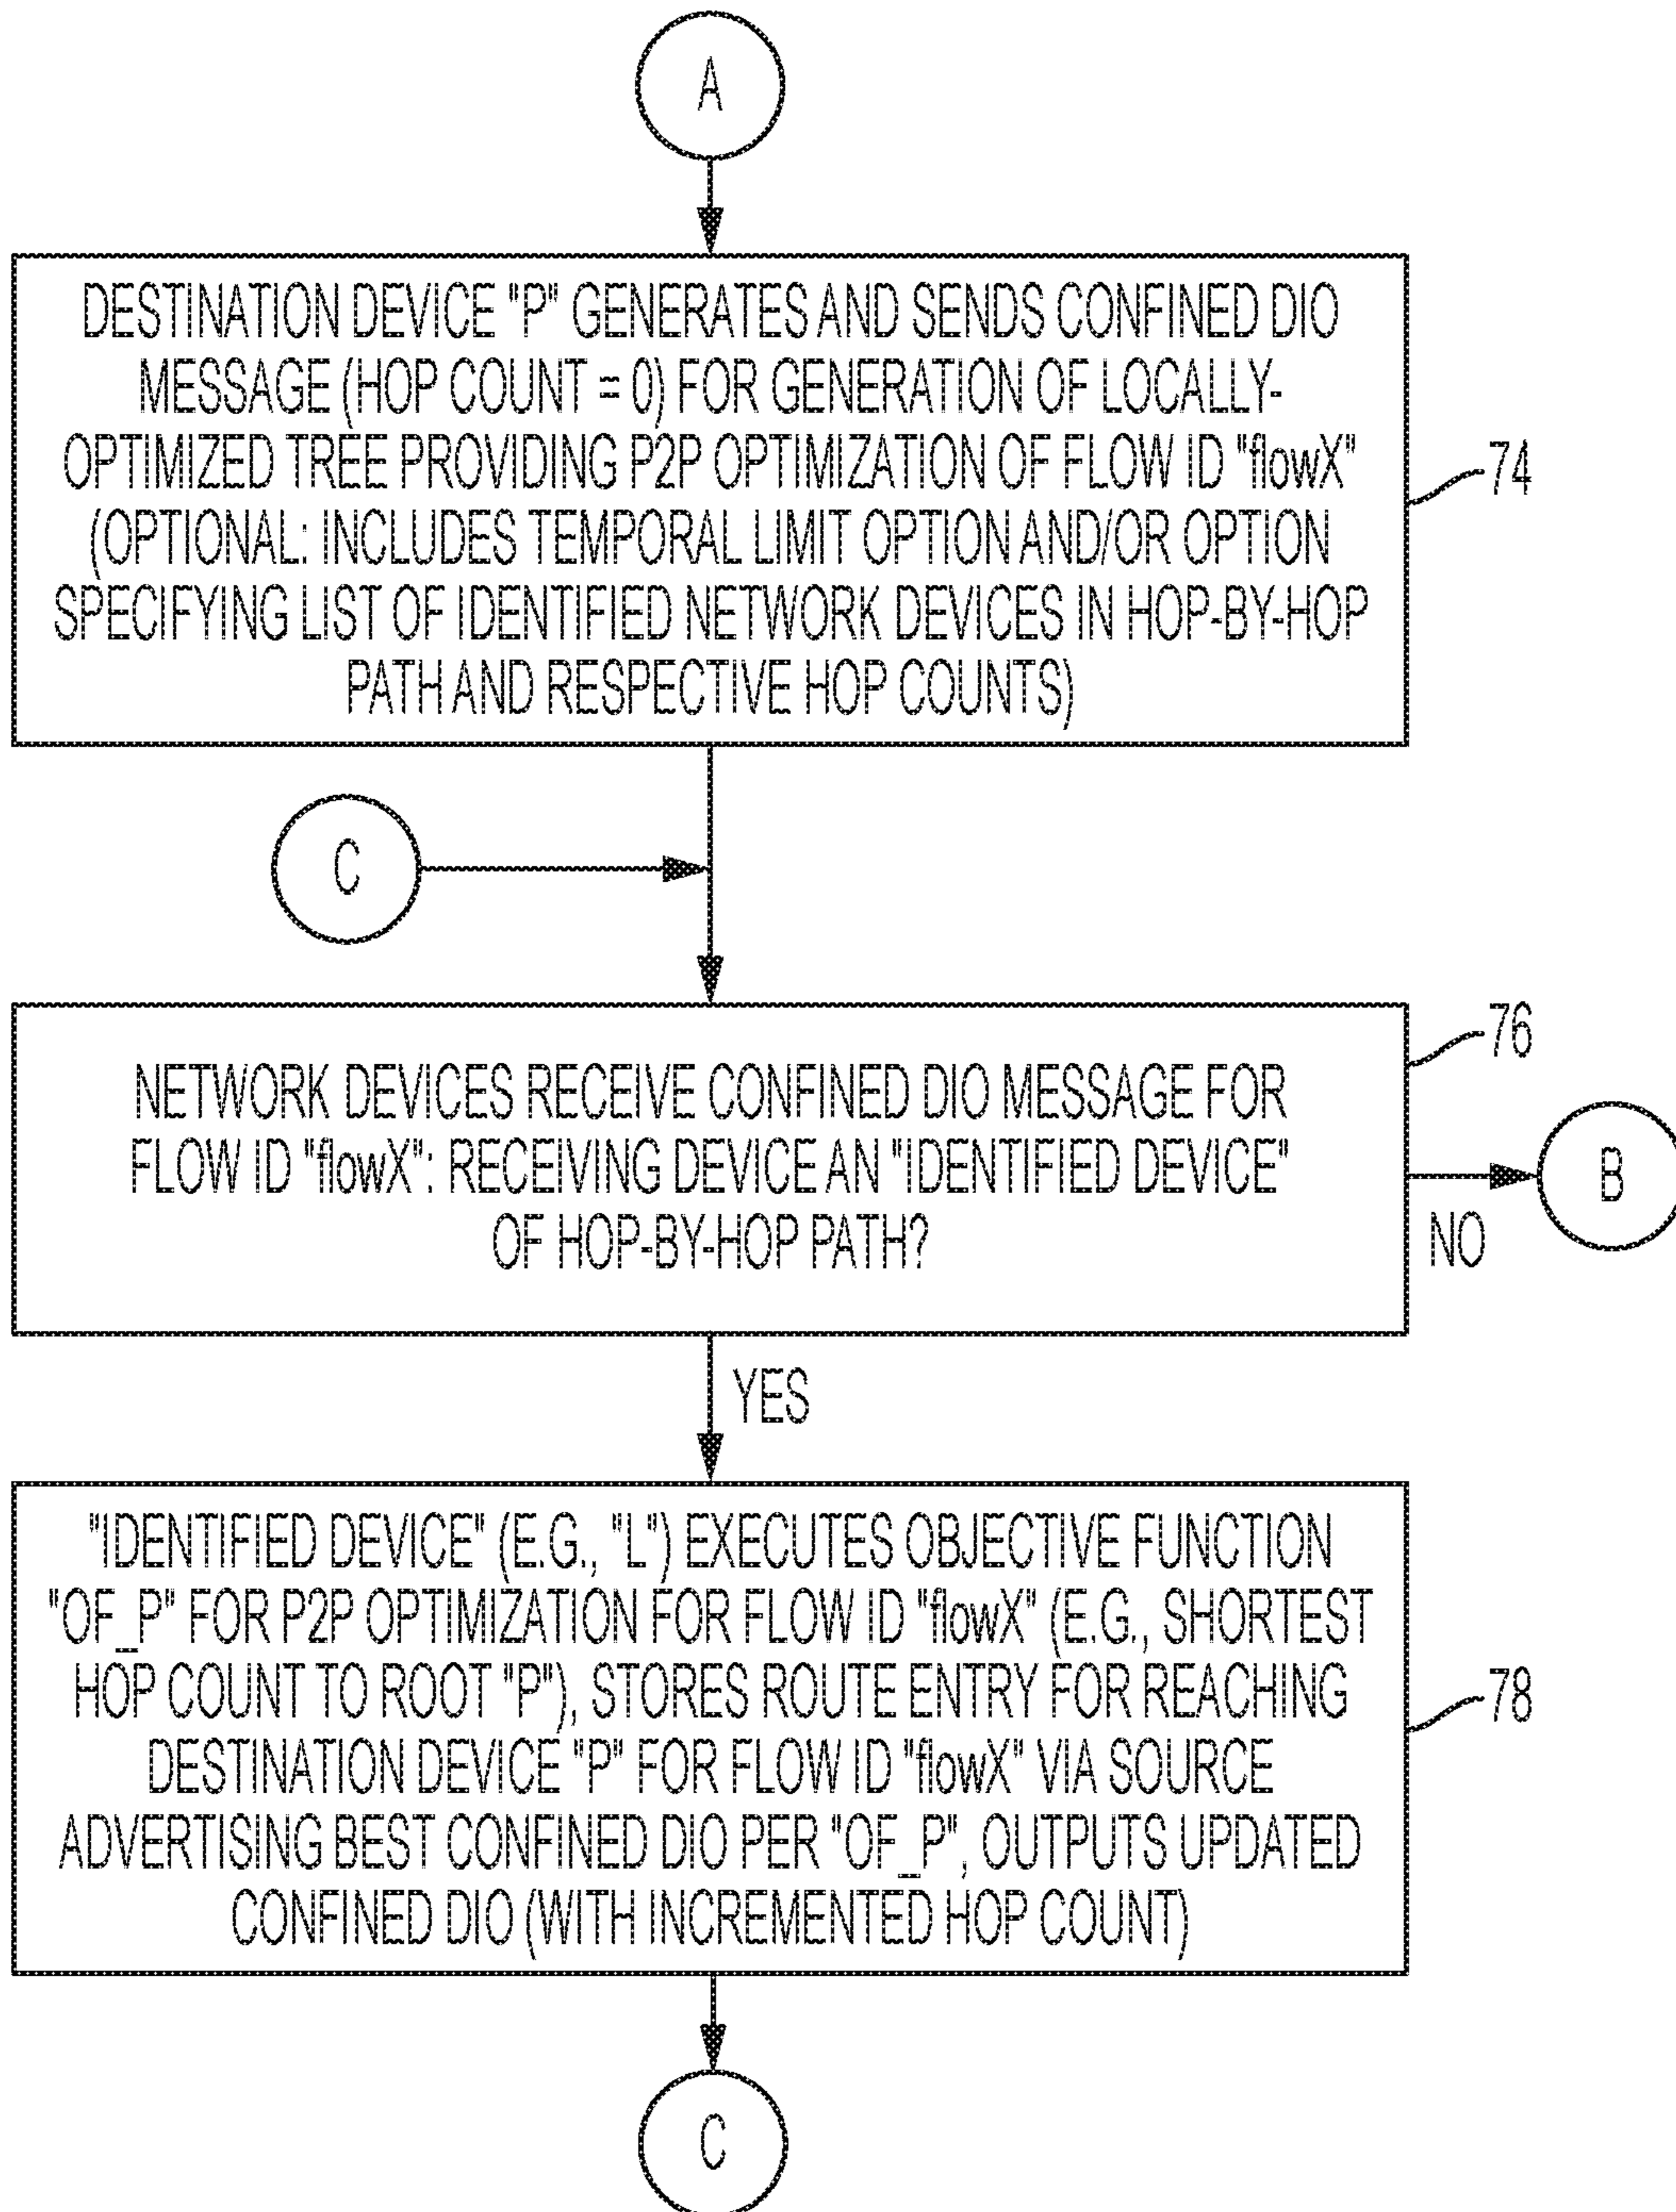 A
DESTINATION DEVICE "P" GENERATES AND SENDS CONFINED DIO
MESSAGE (HOP COUNT = 0) FOR GENERATION OF LOCALLY-
OPTIMIZED TREE PROVIDING P2P OPTIMIZATION OF FLOW ID "flowX"
(OPTIONAL: INCLUDES TEMPORAL LIMIT OPTION AND/OR OPTION
SPECIFYING LIST OF IDENTIFIED NETWORK DEVICES IN HOP-BY-HOP
PATH AND RESPECTIVE HOP COUNTS)
74
C
NETWORK DEVICES RECEIVE CONFINED DIO MESSAGE FOR
FLOW ID "flowX": RECEIVING DEVICE AN "IDENTIFIED DEVICE"
OF HOP-BY-HOP PATH?
76
B
NO
YES
"IDENTIFIED DEVICE" (E.G., "L") EXECUTES OBJECTIVE FUNCTION
"OF_P" FOR P2P OPTIMIZATION FOR FLOW ID "flowX" (E.G., SHORTEST
HOP COUNT TO ROOT "P"), STORES ROUTE ENTRY FOR REACHING
DESTINATION DEVICE "P" FOR FLOW ID "flowX" VIA SOURCE
ADVERTISING BEST CONFINED DIO PER "OF_P", OUTPUTS UPDATED
CONFINED DIO (WITH INCREMENTED HOP COUNT)
78
C